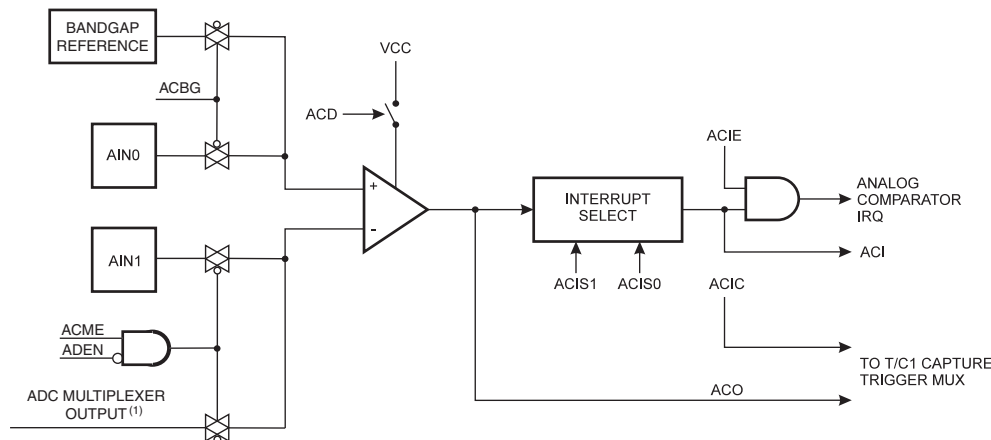 BANDGAP
REFERENCE
VCC
ACBG
ACD
AIN0
ACIE
+
INTERRUPT
SELECT
ANALOG
COMPARATOR
IRQ
-
AIN1
ACI
ACIS1 ACIS0 ACIC
ACME
ADEN
TO T/C1 CAPTURE
TRIGGER MUX
ADC MULTIPLEXER
OUTPUT (1)
ACO